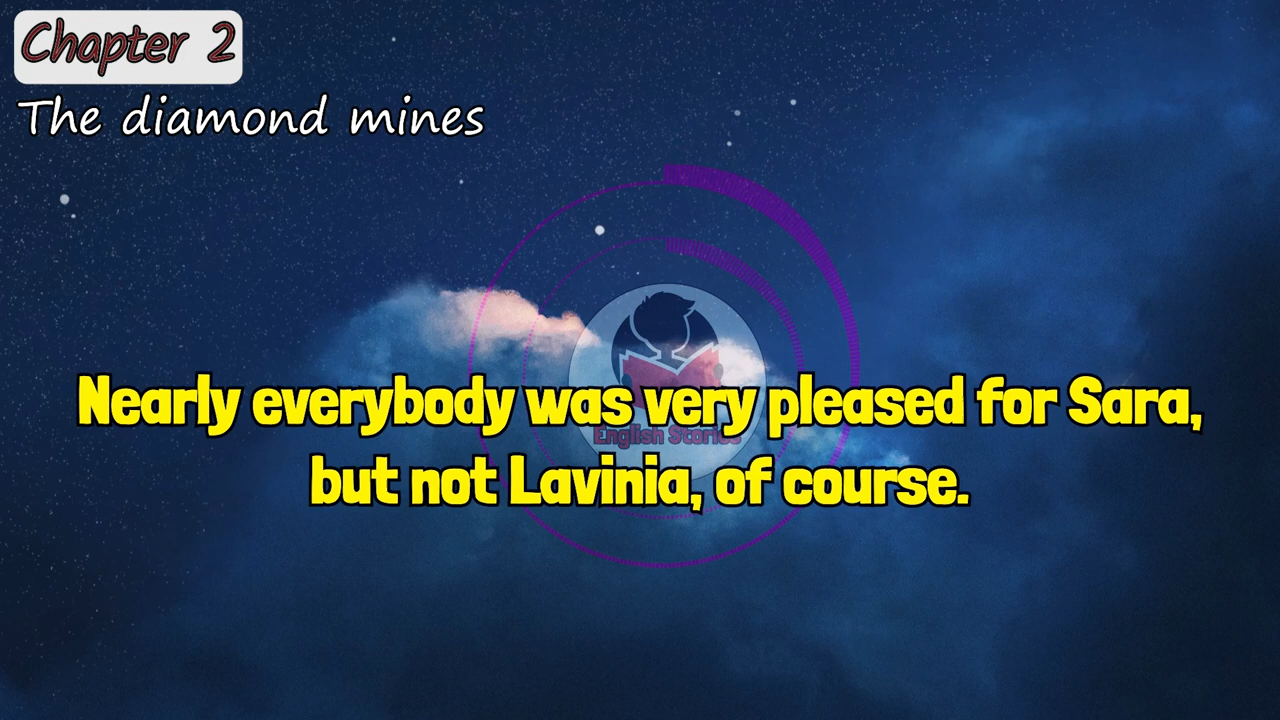 Chapter 2
The diamond mines
Nearly everybody was very pleased for Sara,
English Stories
but not Lavinia, of course.